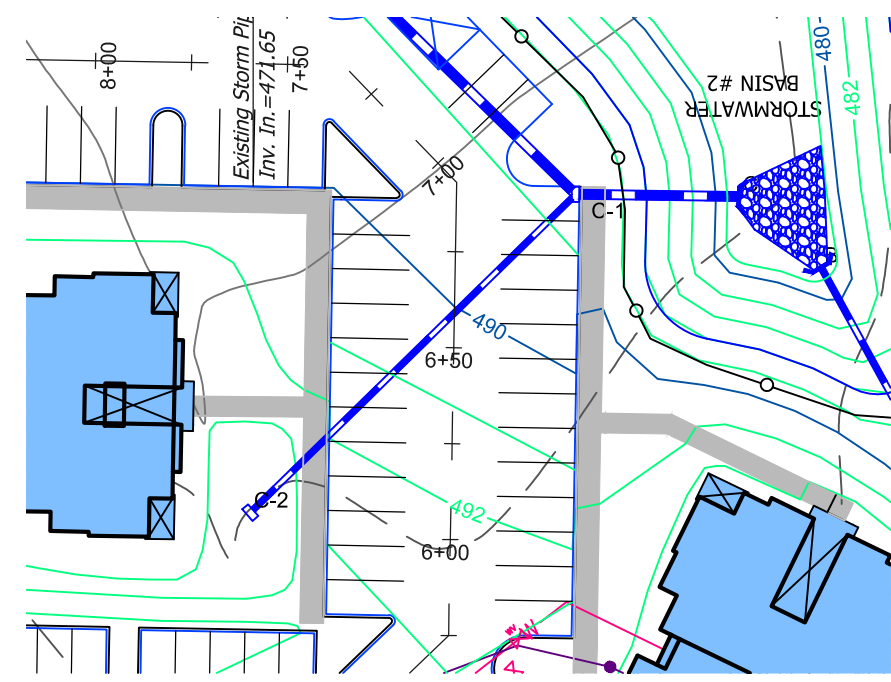 8+00
Existing Storm Pip
Inv. In.=471.65
7+50
480
482
STORMWATER
BASIN #2
7+00
C-1
490
6+50
C-2
492
6+00